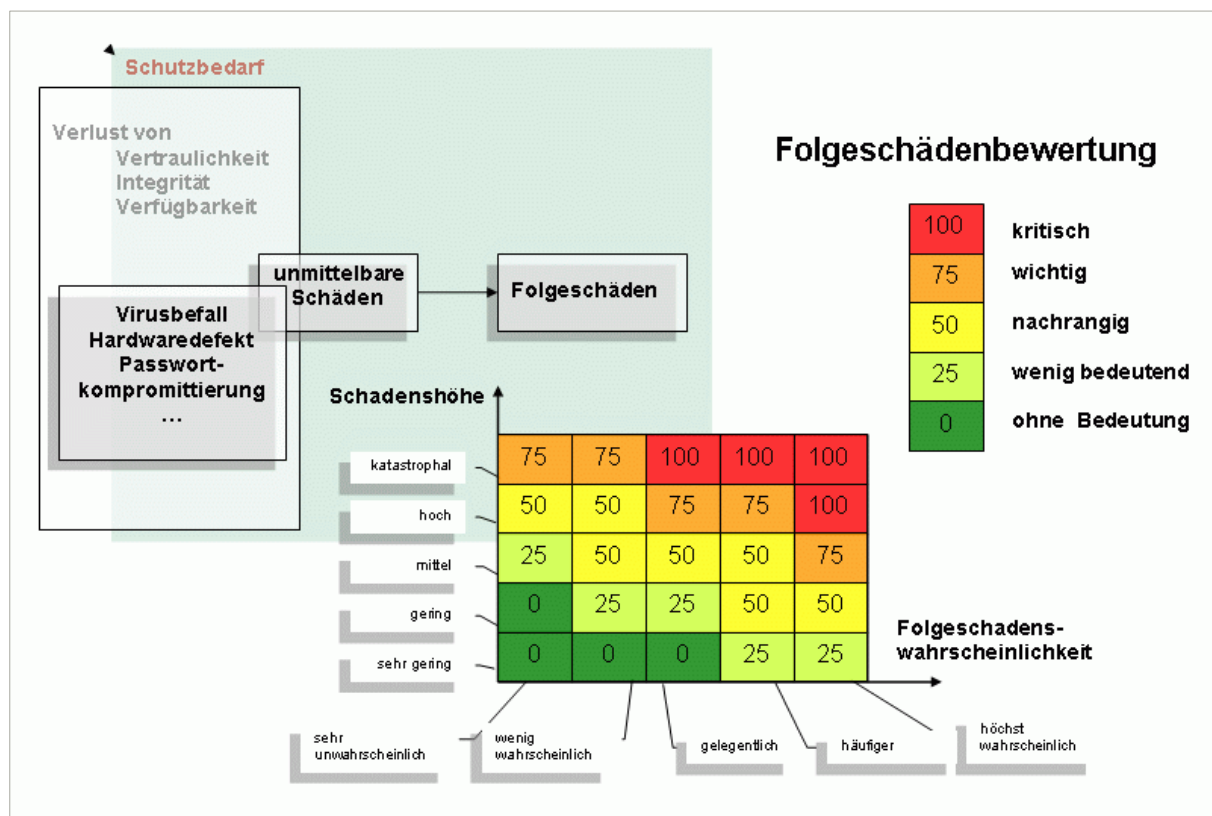 Schutzbedarf
Verlust von
Vertraulichkeit
Integrität
Verfügbarkeit
unmittelbare
Schäden
Folgeschäden
Virusbefall
Hardwaredefekt
Passwort-
kompromittierung
...
Folgeschädenbewertung
100 kritisch
75 wichtig
50 nachrangig
25 wenig bedeutend
0 ohne Bedeutung
Schadenshöhe
katastrophal 75 75 100 100 100
hoch 50 50 75 75 100
mittel 25 50 50 50 75
gering 0 25 25 50 50
sehr gering 0 0 0 25 25
Folgeschadens-
wahrscheinlichkeit
sehr
unwahrscheinlich
wenig
wahrscheinlich
gelegentlich
häufiger
höchst
wahrscheinlich